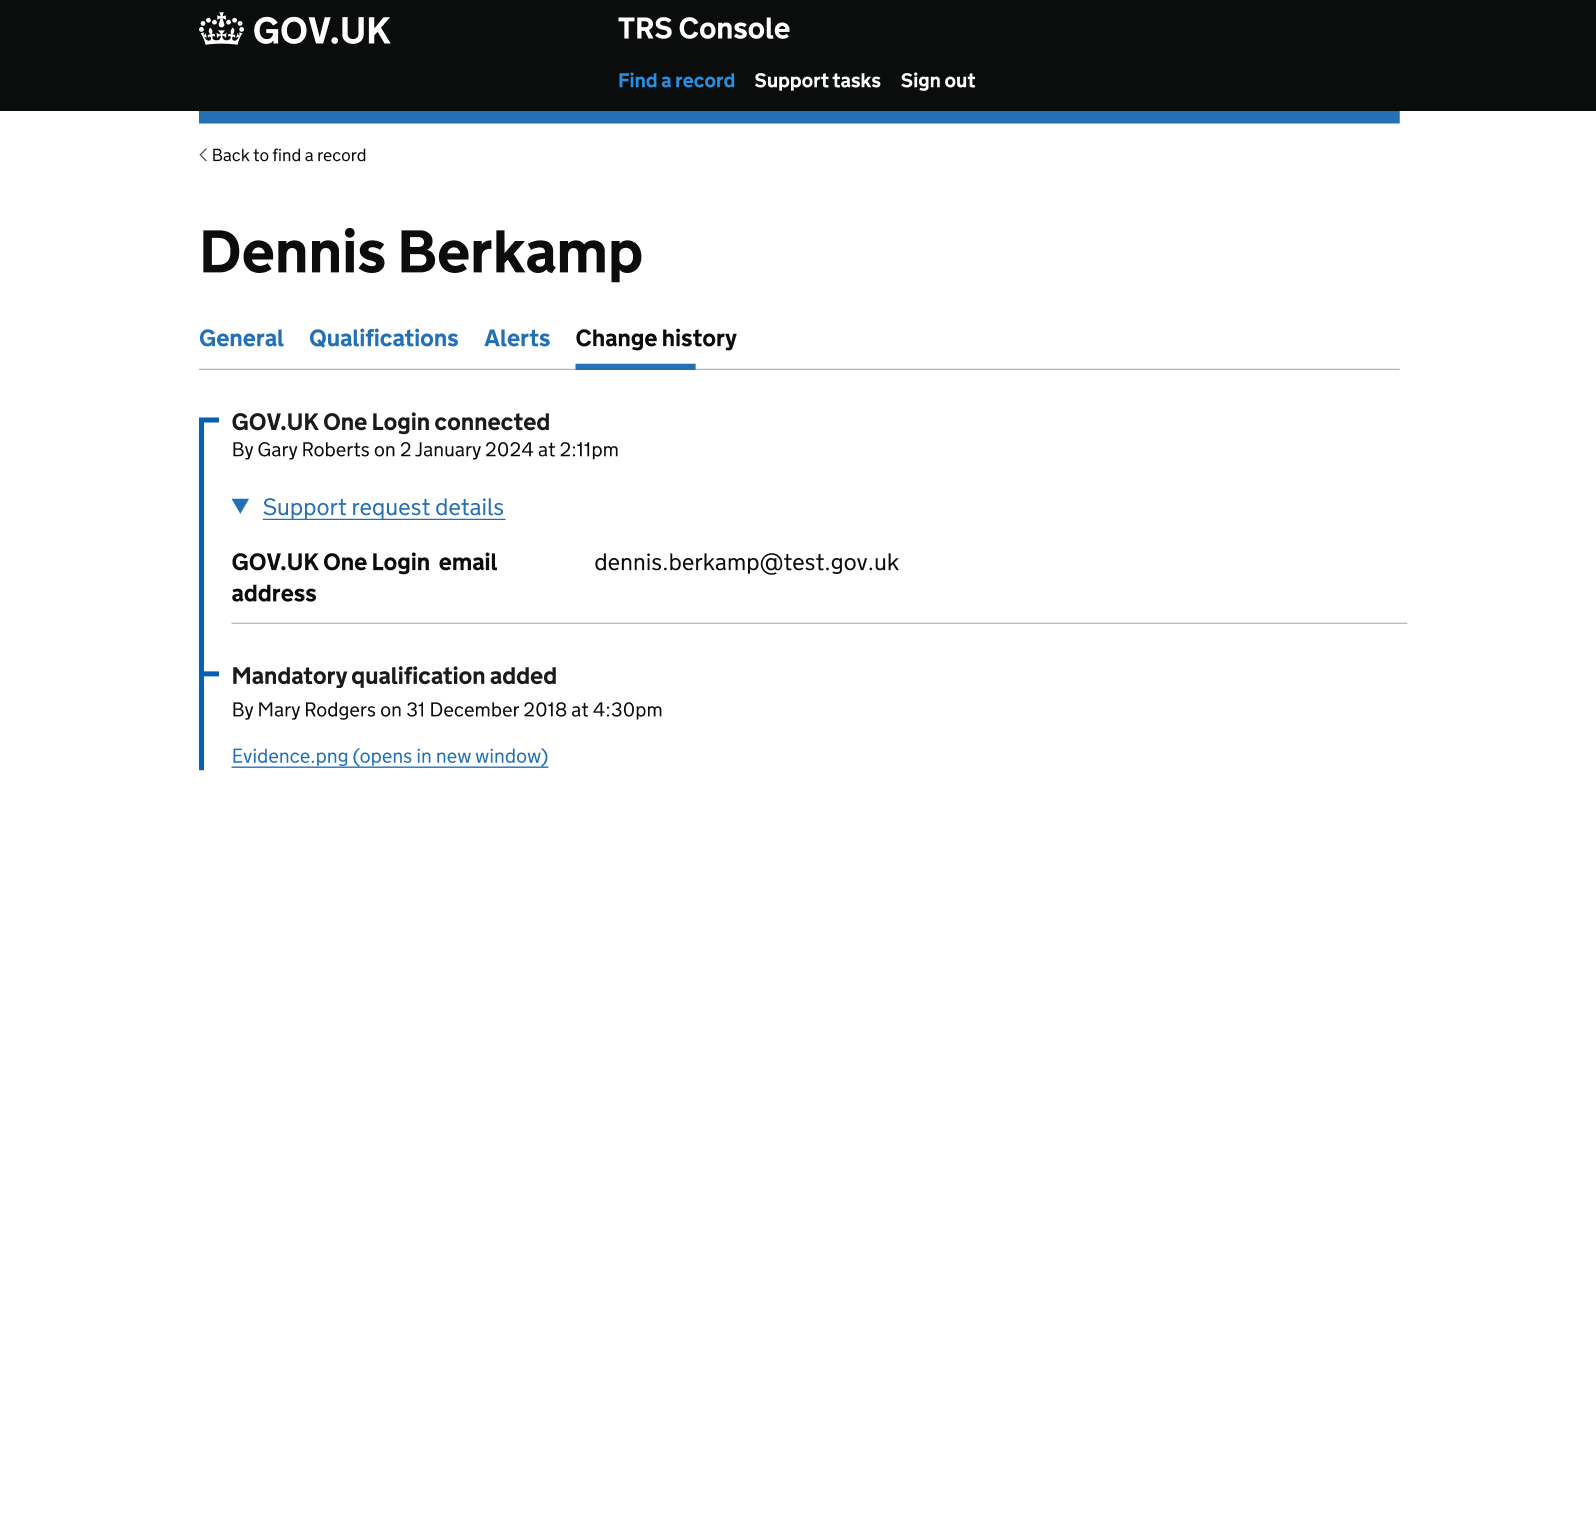 GOV.UK
TRS Console
Find a record Support tasks Sign out
Back to find a record
Dennis Berkamp
General Qualifications Alerts Change history
GOV.UK One Login connected
By Gary Roberts on 2 January 2024 at 2:11pm
Support request details
GOV.UK One Login email dennis.berkamp@test.gov.uk
address
Mandatory qualification added
By Mary Rodgers on 31 December 2018 at 4:30pm
Evidence.png (opens in new window)